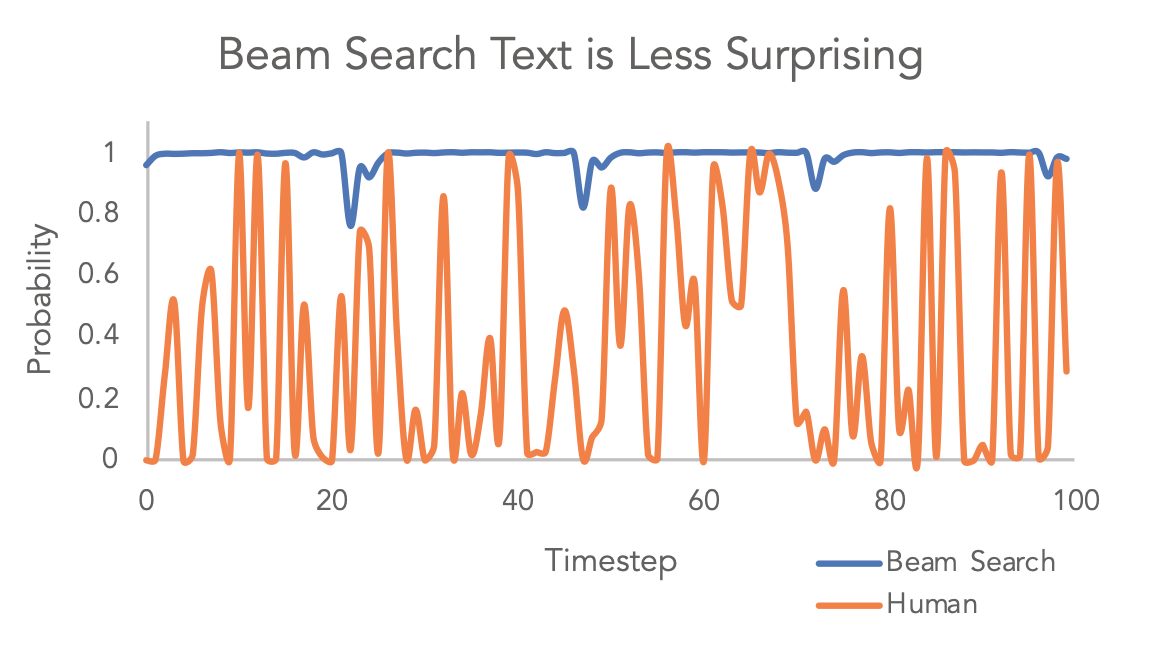 Beam Search Text is Less Surprising
1
0.8
0.6
0.4
0.2
0
Probability
0 20 40 60 80 100
Timestep
Beam Search
Human